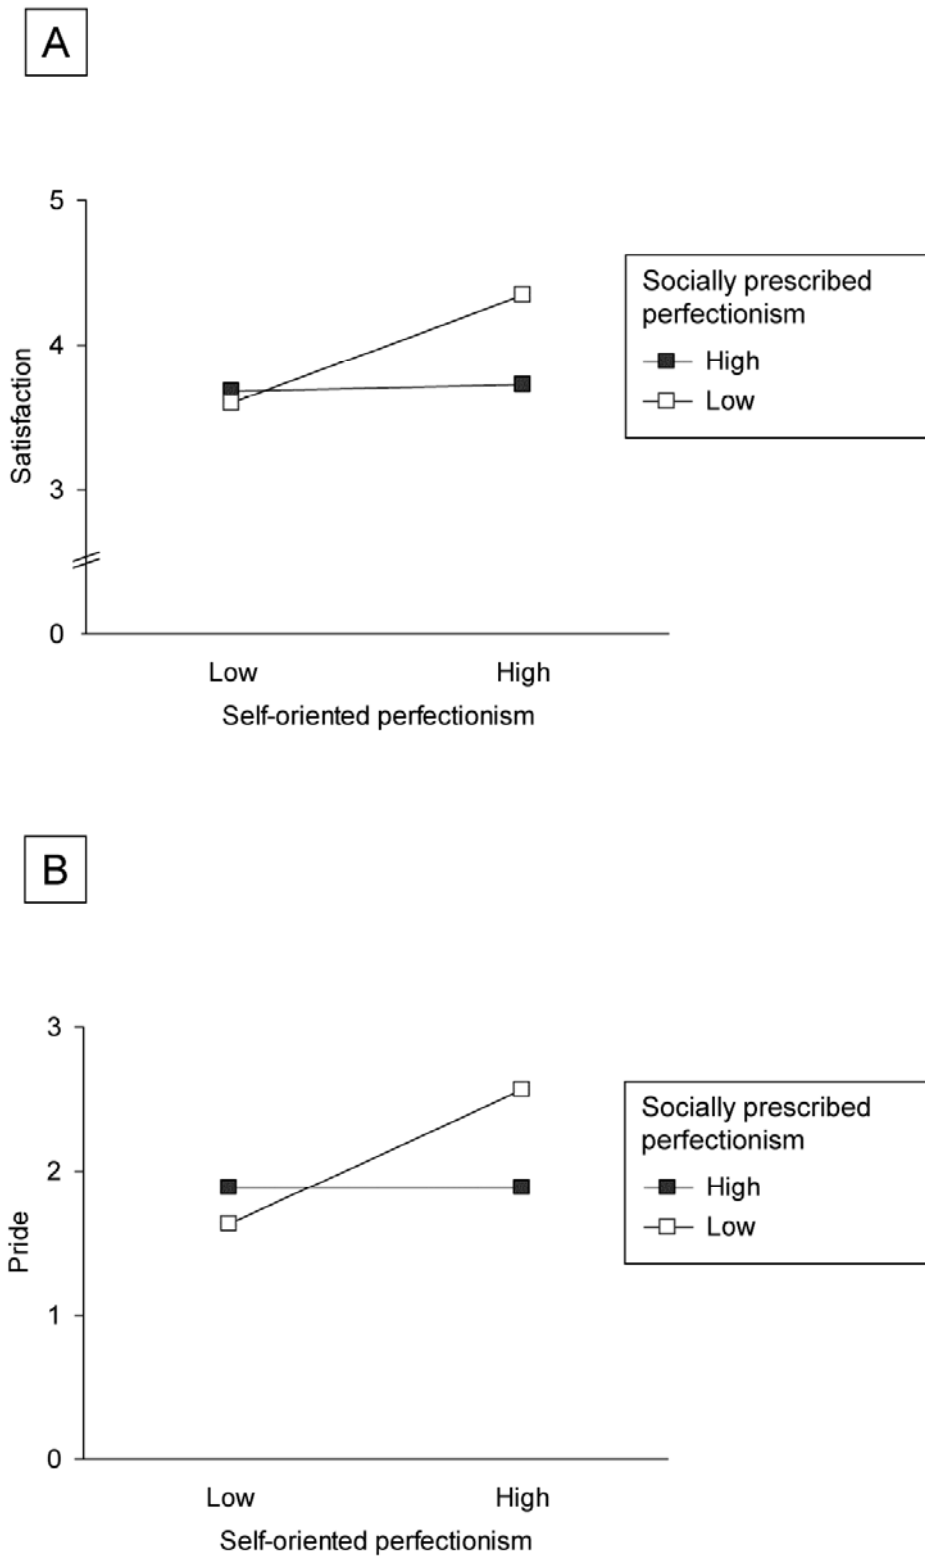 A
5
4
3
0
Satisfaction
Low High
Self-oriented perfectionism
Socially prescribed
perfectionism
High
Low
B
3
2
1
0
Pride
Low High
Self-oriented perfectionism
Socially prescribed
perfectionism
High
Low